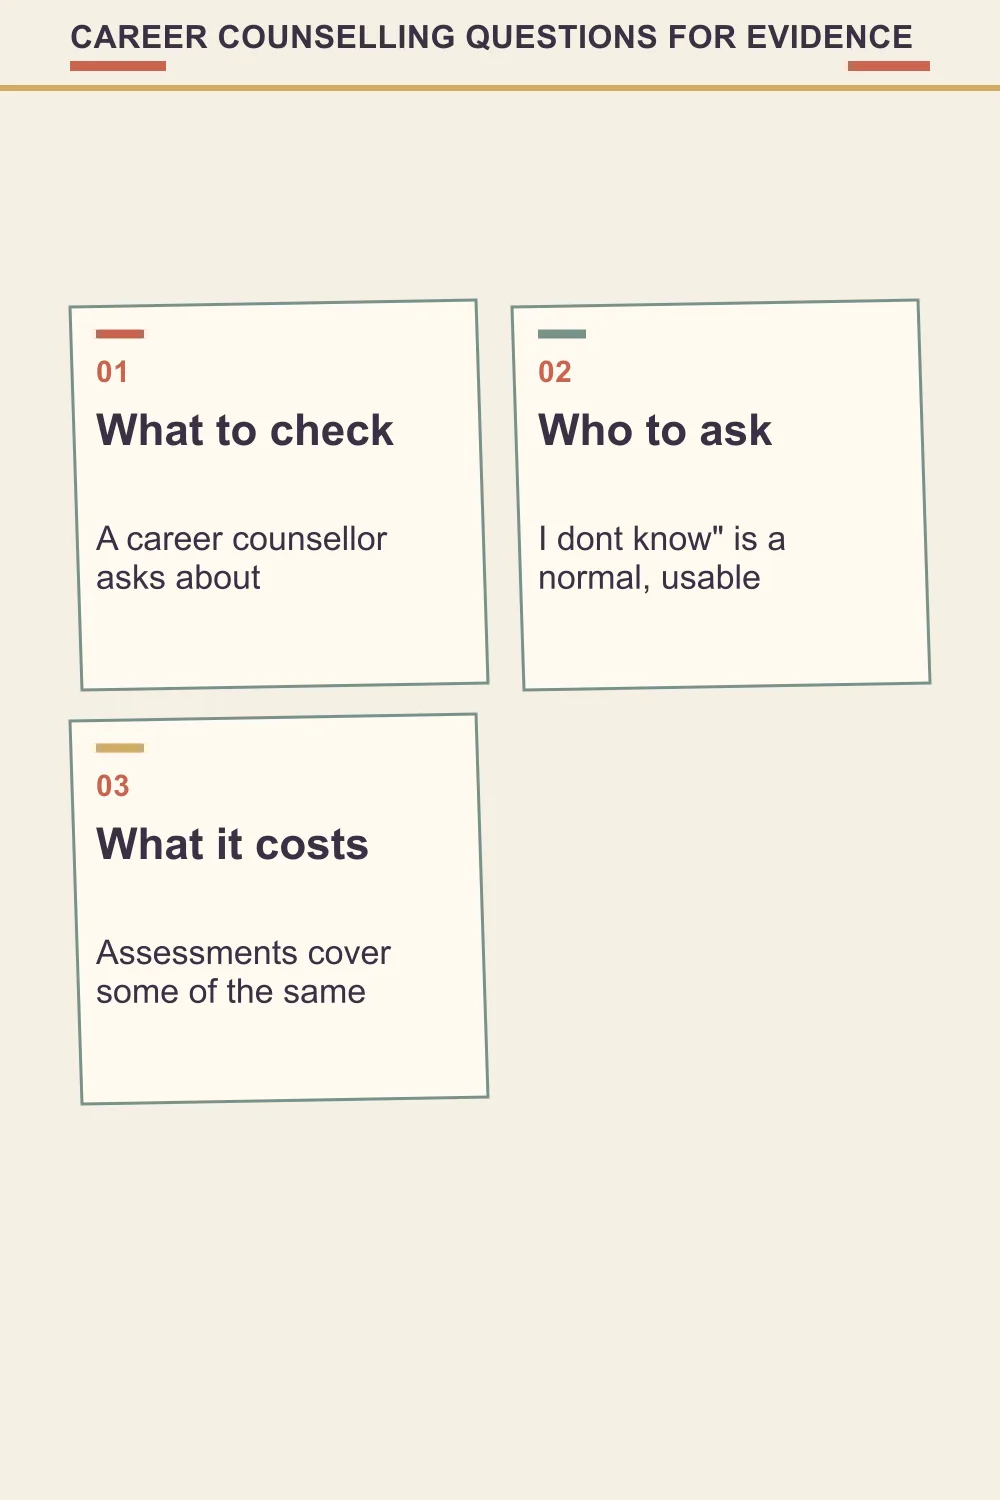 CAREER COUNSELLING QUESTIONS FOR EVIDENCE
01
What to check
A career counsellor
asks about
02
Who to ask
I dont know" is a
normal, usable
03
What it costs
Assessments cover
some of the same